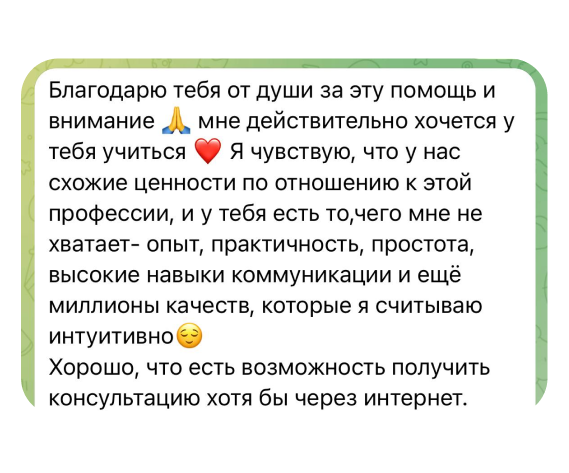 Благодарю тебя от души за эту помощь и
внимание 🙏 мне действительно хочется у
тебя учиться ❤️ Я чувствую, что у нас
схожие ценности по отношению к этой
профессии, и у тебя есть то,чего мне не
хватает- опыт, практичность, простота,
высокие навыки коммуникации и ещё
миллионы качеств, которые я считываю
интуитивно😌
Хорошо, что есть возможность получить
консультацию хотя бы через интернет.